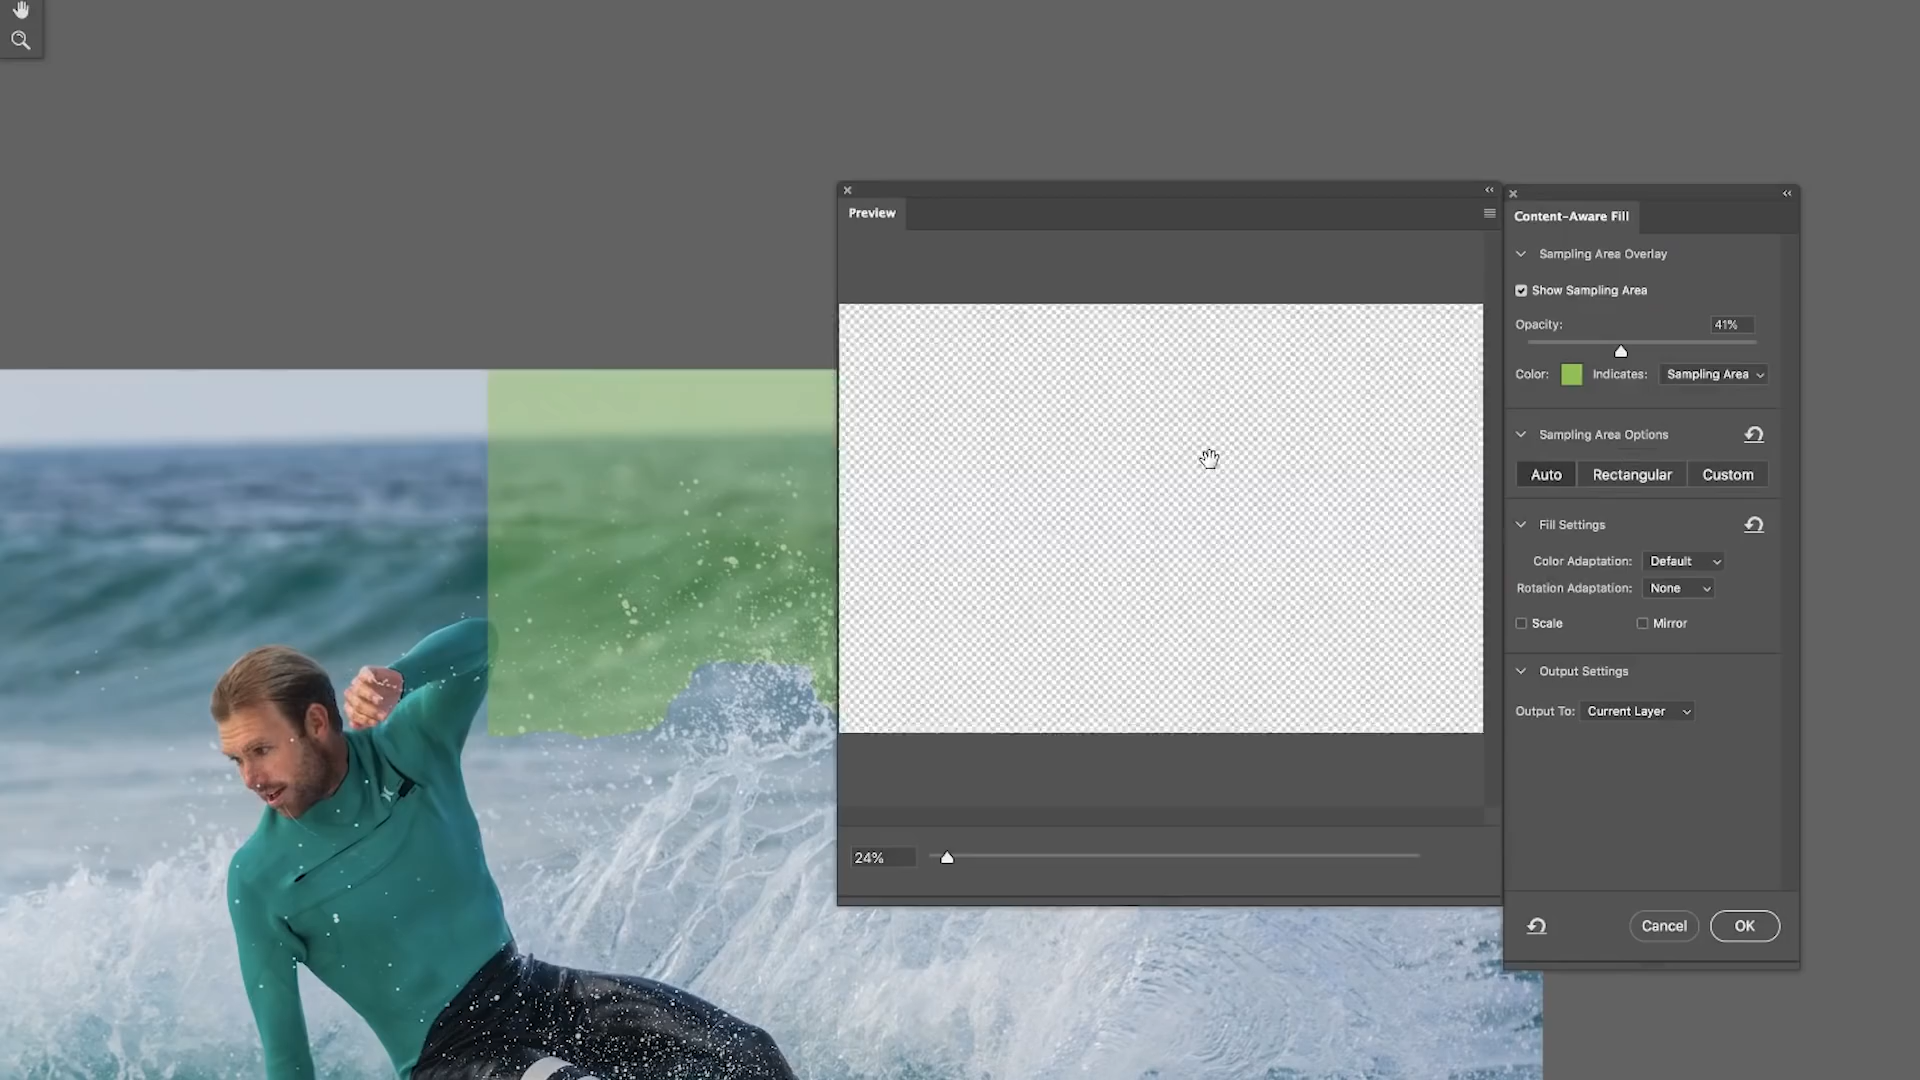 Preview
24%
Content-Aware Fill
Sampling Area Overlay
Show Sampling Area
Opacity: 41%
Color: Indicates: Sampling Area
Sampling Area Options
Auto Rectangular Custom
Fill Settings
Color Adaptation: Default
Rotation Adaptation: None
Scale Mirror
Output Settings
Output To: Current Layer
Cancel OK